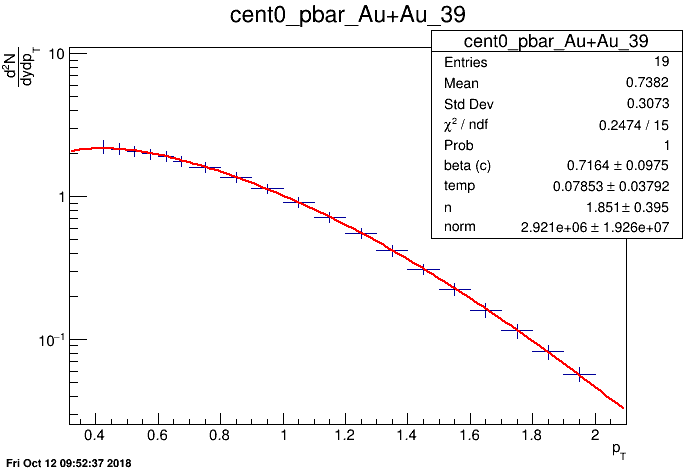 cent0_pbar_Au+Au_39
d²N
dydp_T
cent0_pbar_Au+Au_39
Entries 19
Mean 0.7382
Std Dev 0.3073
χ² / ndf 0.2474 / 15
Prob 1
beta (c) 0.7164 ± 0.0975
temp 0.07853 ± 0.03792
n 1.851 ± 0.395
norm 2.921e+06 ± 1.926e+07
10
1
10⁻¹
0.4 0.6 0.8 1 1.2 1.4 1.6 1.8 2
p_T
Fri Oct 12 09:52:37 2018